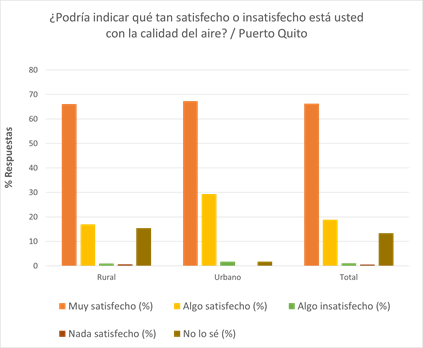 ¿Podría indicar qué tan satisfecho o insatisfecho está usted
con la calidad del aire? / Puerto Quito
80
70
60
50
40
30
20
10
0
% Respuestas
Rural Urbano Total
Muy satisfecho (%) Algo satisfecho (%) Algo insatisfecho (%)
Nada satisfecho (%) No lo sé (%)